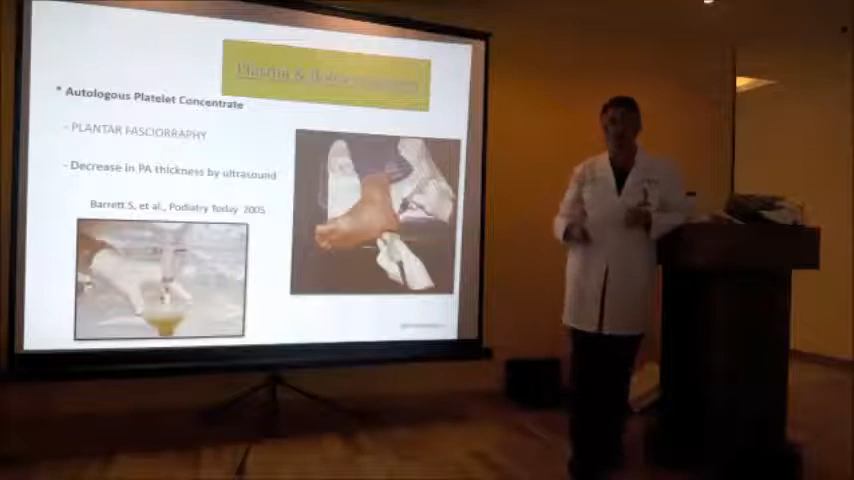 • Autologous Platelet Concentrate
- PLANTAR FASCIORRAPHY
- Decrease in PA thickness by ultrasound
Barrett S, et al., Podiatry Today 2005